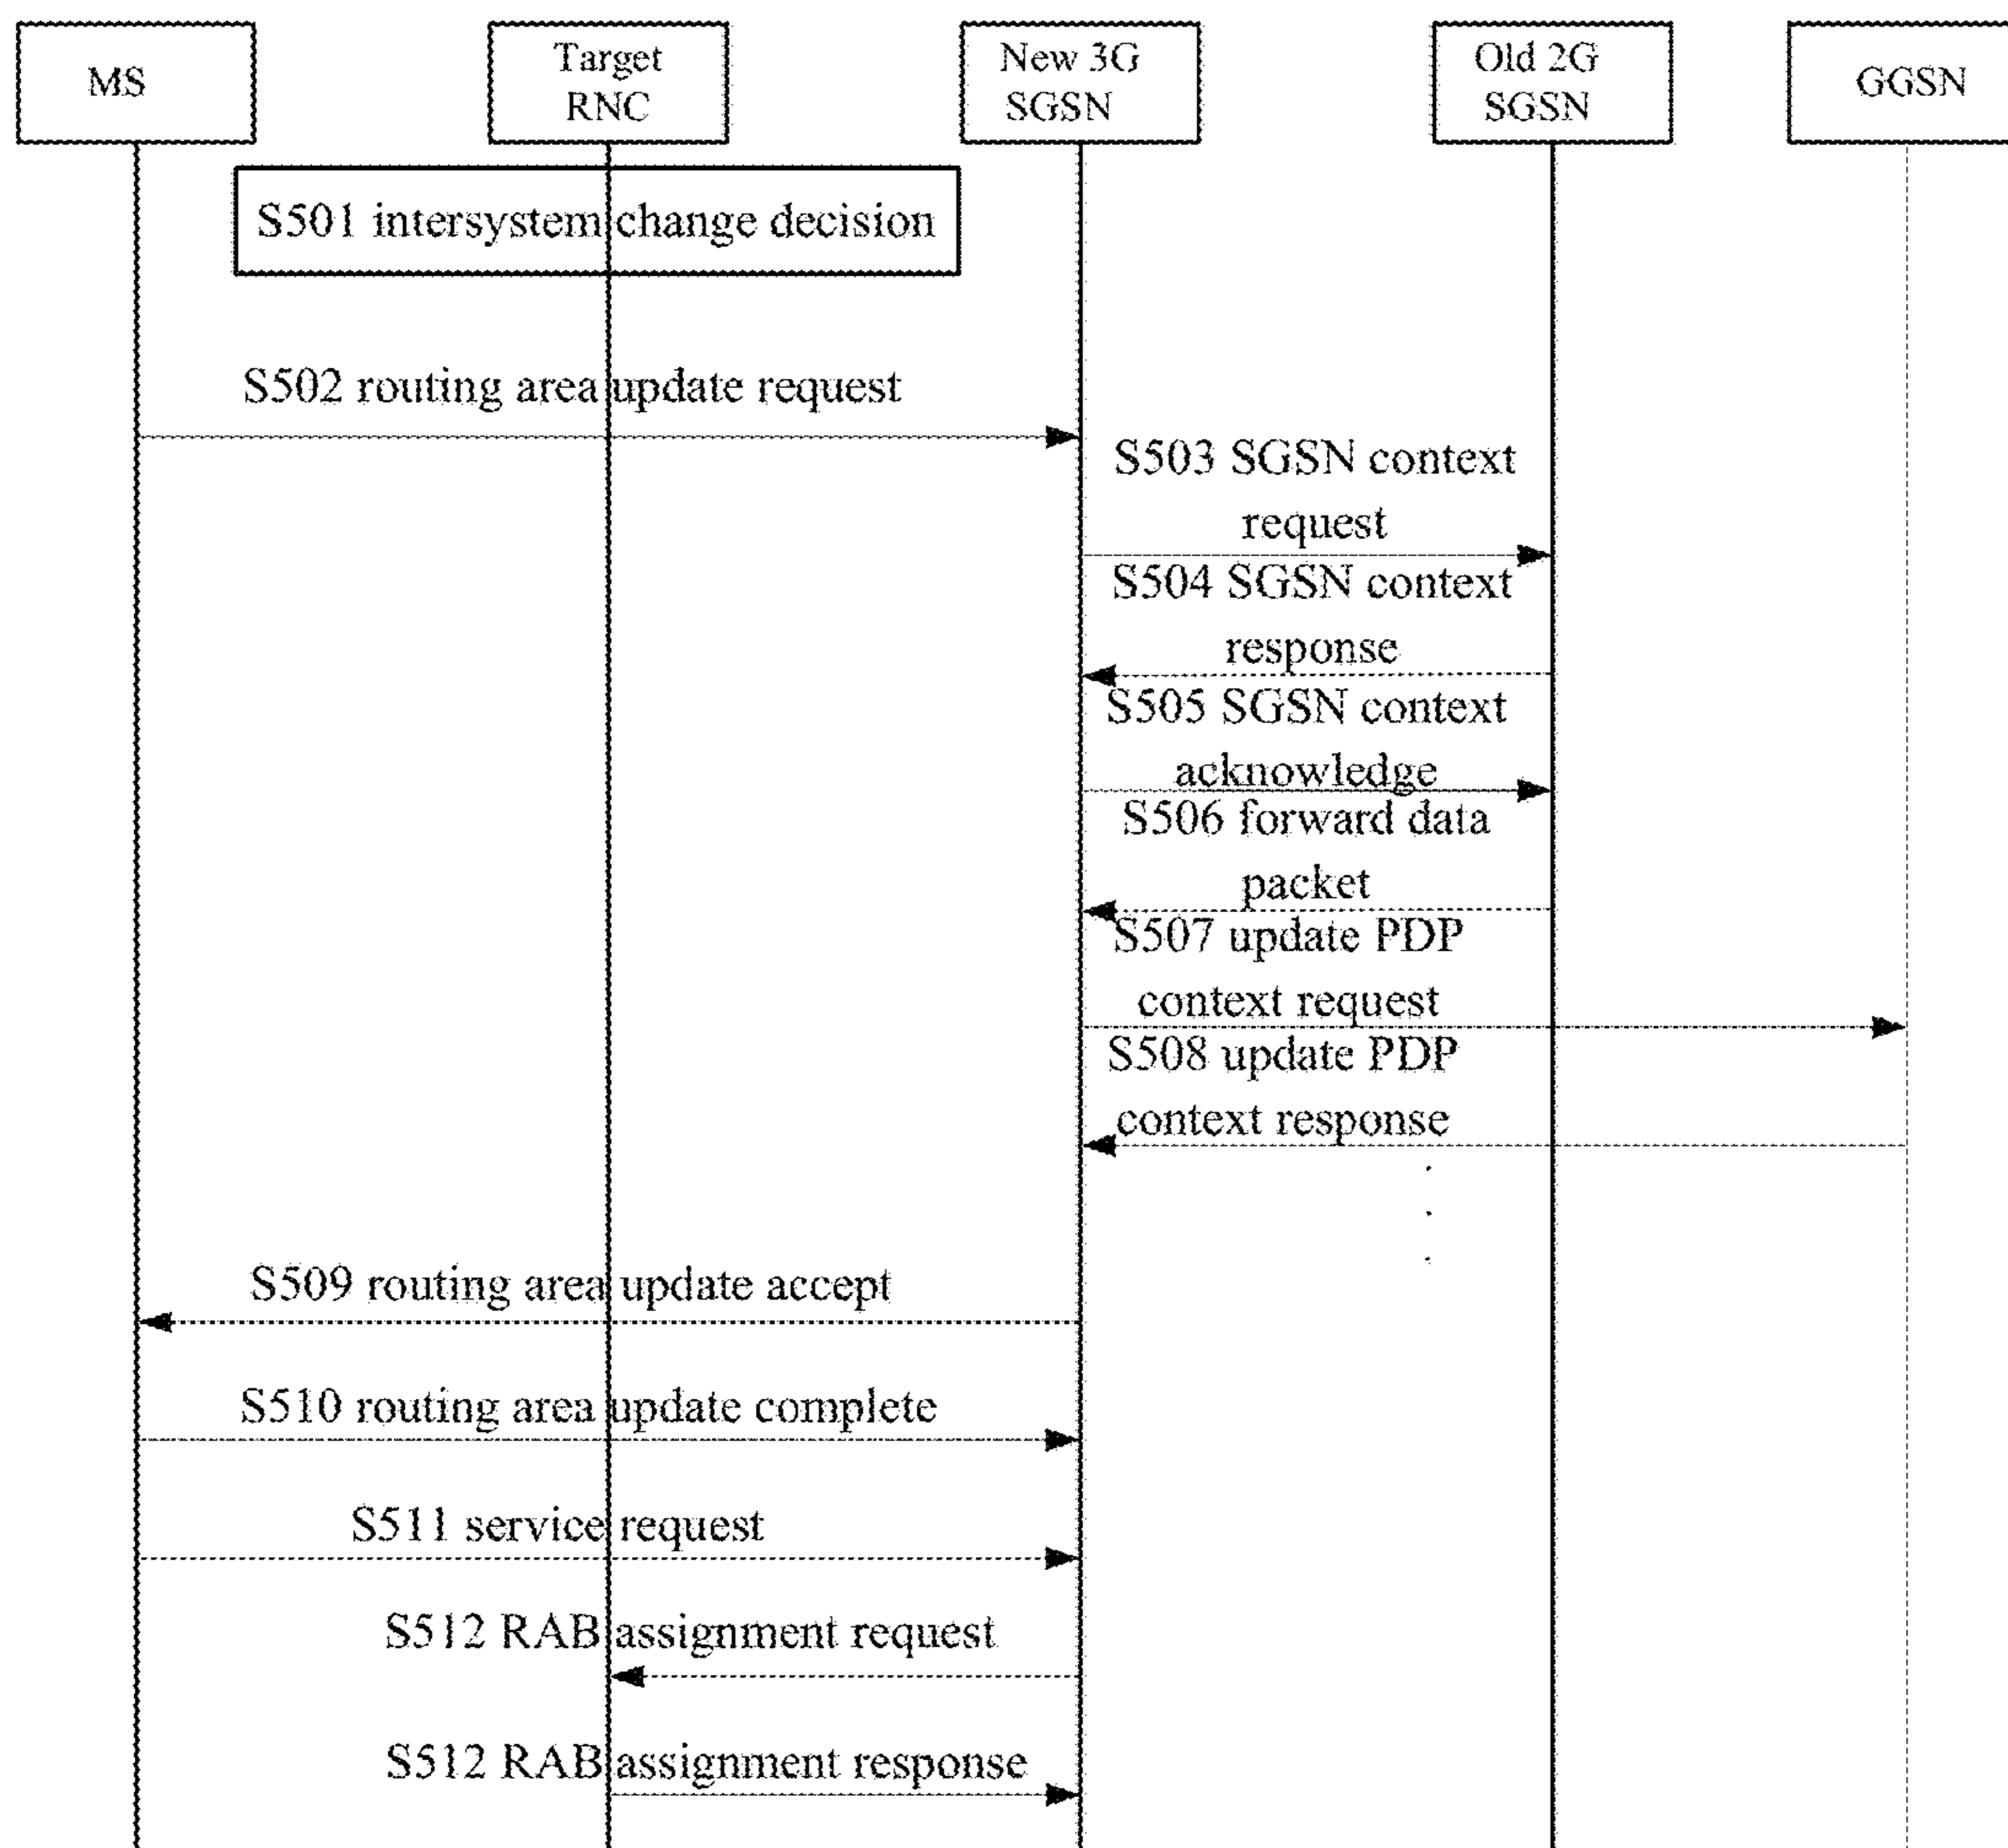 MS
Target
RNC
New 3G
SGSN
Old 2G
SGSN
GGSN
S501 intersystem change decision
S502 routing area update request
S503 SGSN context
request
S504 SGSN context
response
S505 SGSN context
acknowledge
S506 forward data
packet
S507 update PDP
context request
S508 update PDP
context response
S509 routing area update accept
S510 routing area update complete
S511 service request
S512 RAB assignment request
S512 RAB assignment response